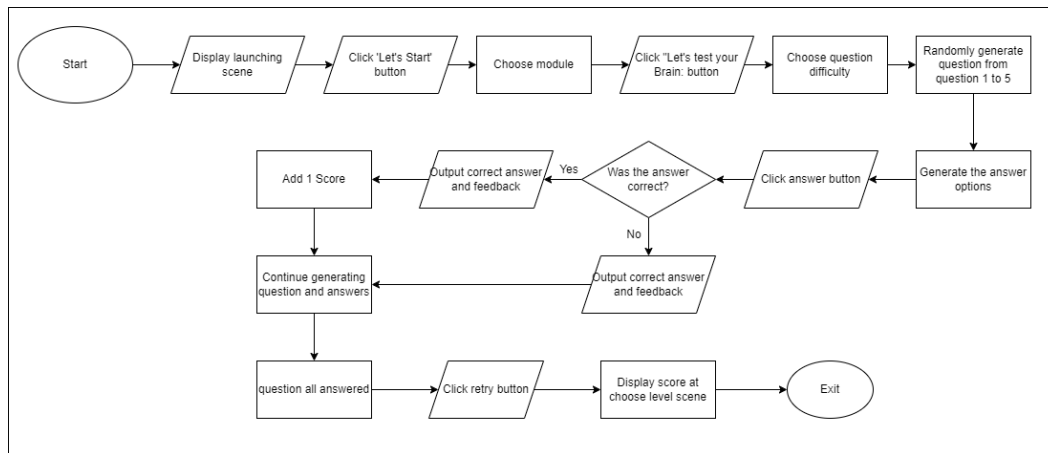 Start
Display launching
scene
Click 'Let's Start'
button
Choose module
Click "Let's test your
Brain: button
Choose question
difficulty
Randomly generate
question from
question 1 to 5
Add 1 Score
Output correct answer
and feedback
Yes
Was the answer
correct?
Click answer button
Generate the answer
options
No
Continue generating
question and answers
Output correct answer
and feedback
question all answered
Click retry button
Display score at
choose level scene
Exit